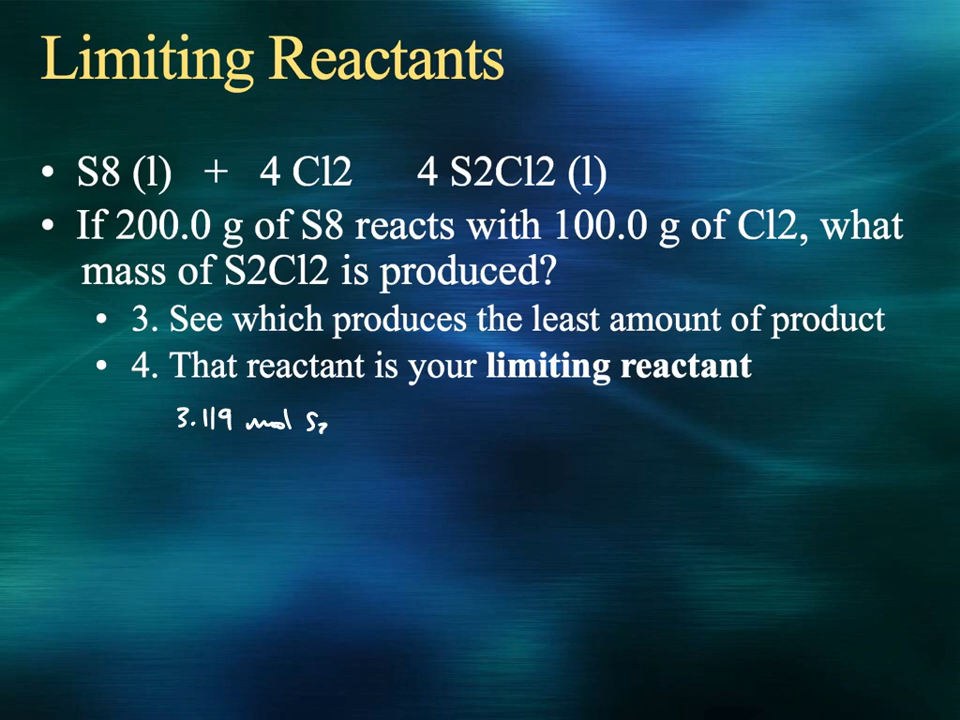 Limiting Reactants
• S8 (l) + 4 Cl2 4 S2Cl2 (l)
• If 200.0 g of S8 reacts with 100.0 g of Cl2, what
mass of S2Cl2 is produced?
• 3. See which produces the least amount of product
• 4. That reactant is your limiting reactant
3.119 mol S2